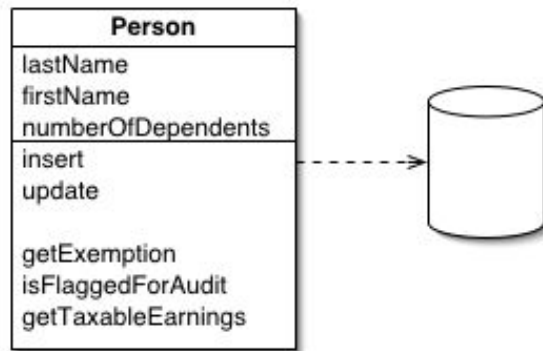 Person
lastName
firstName
numberOfDependents
insert
update
getExemption
isFlaggedForAudit
getTaxableEarnings